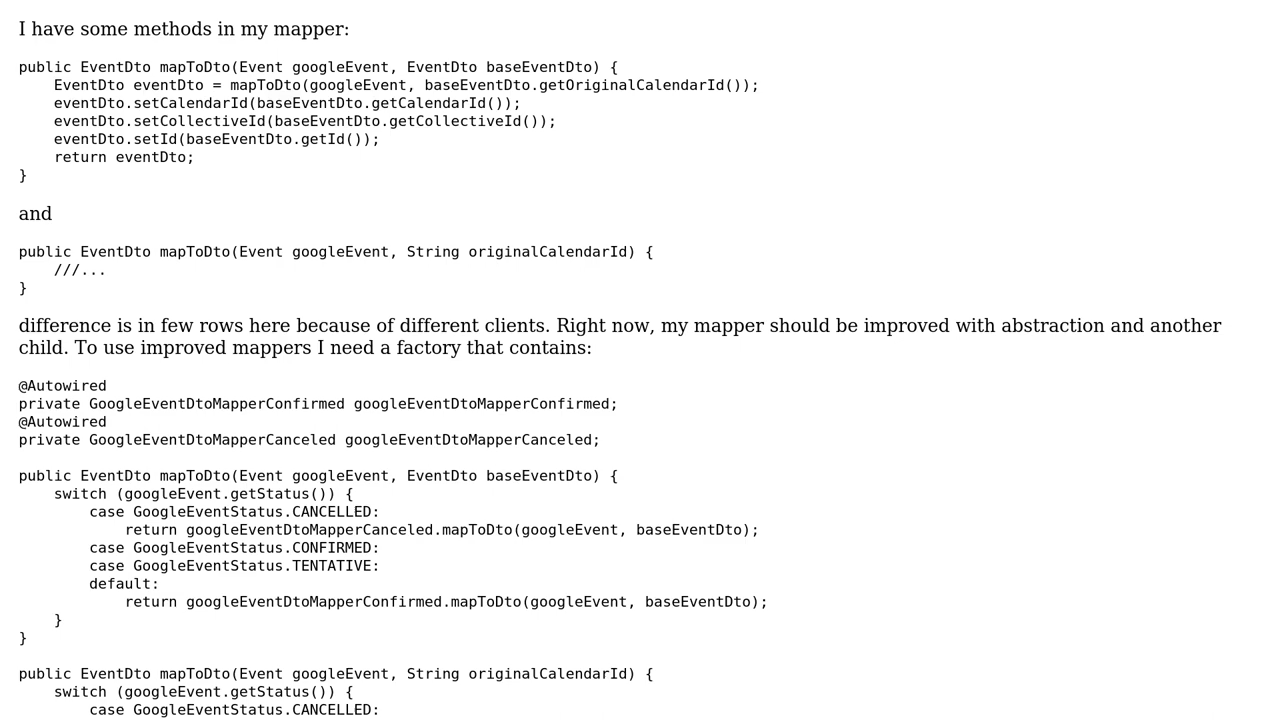 I have some methods in my mapper:
public EventDto mapToDto(Event googleEvent, EventDto baseEventDto) {
    EventDto eventDto = mapToDto(googleEvent, baseEventDto.getOriginalCalendarId());
    eventDto.setCalendarId(baseEventDto.getCalendarId());
    eventDto.setCollectiveId(baseEventDto.getCollectiveId());
    eventDto.setId(baseEventDto.getId());
    return eventDto;
}
and
public EventDto mapToDto(Event googleEvent, String originalCalendarId) {
    ///...
}
difference is in few rows here because of different clients. Right now, my mapper should be improved with abstraction and another
child. To use improved mappers I need a factory that contains:
@Autowired
private GoogleEventDtoMapperConfirmed googleEventDtoMapperConfirmed;
@Autowired
private GoogleEventDtoMapperCanceled googleEventDtoMapperCanceled;
public EventDto mapToDto(Event googleEvent, EventDto baseEventDto) {
    switch (googleEvent.getStatus()) {
        case GoogleEventStatus.CANCELLED:
            return googleEventDtoMapperCanceled.mapToDto(googleEvent, baseEventDto);
        case GoogleEventStatus.CONFIRMED:
        case GoogleEventStatus.TENTATIVE:
        default:
            return googleEventDtoMapperConfirmed.mapToDto(googleEvent, baseEventDto);
    }
}
public EventDto mapToDto(Event googleEvent, String originalCalendarId) {
    switch (googleEvent.getStatus()) {
        case GoogleEventStatus.CANCELLED: